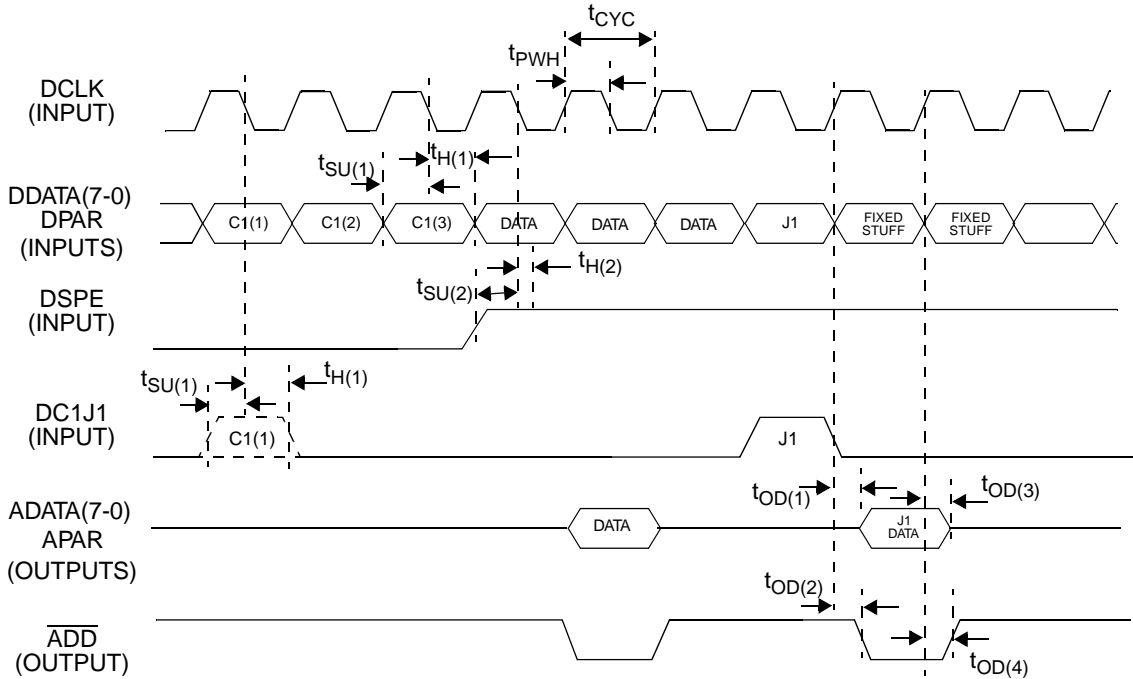 tCYC
tPWH
DCLK
(INPUT)
tSU(1)
tH(1)
DDATA(7-0)
DPAR
(INPUTS)
C1(1)
C1(2)
C1(3)
DATA
DATA
DATA
J1
FIXED
STUFF
FIXED
STUFF
tH(2)
tSU(2)
DSPE
(INPUT)
tSU(1)
tH(1)
DC1J1
(INPUT)
C1(1)
J1
tOD(1)
tOD(3)
ADATA(7-0)
APAR
(OUTPUTS)
DATA
J1
DATA
tOD(2)
ADD
(OUTPUT)
tOD(4)